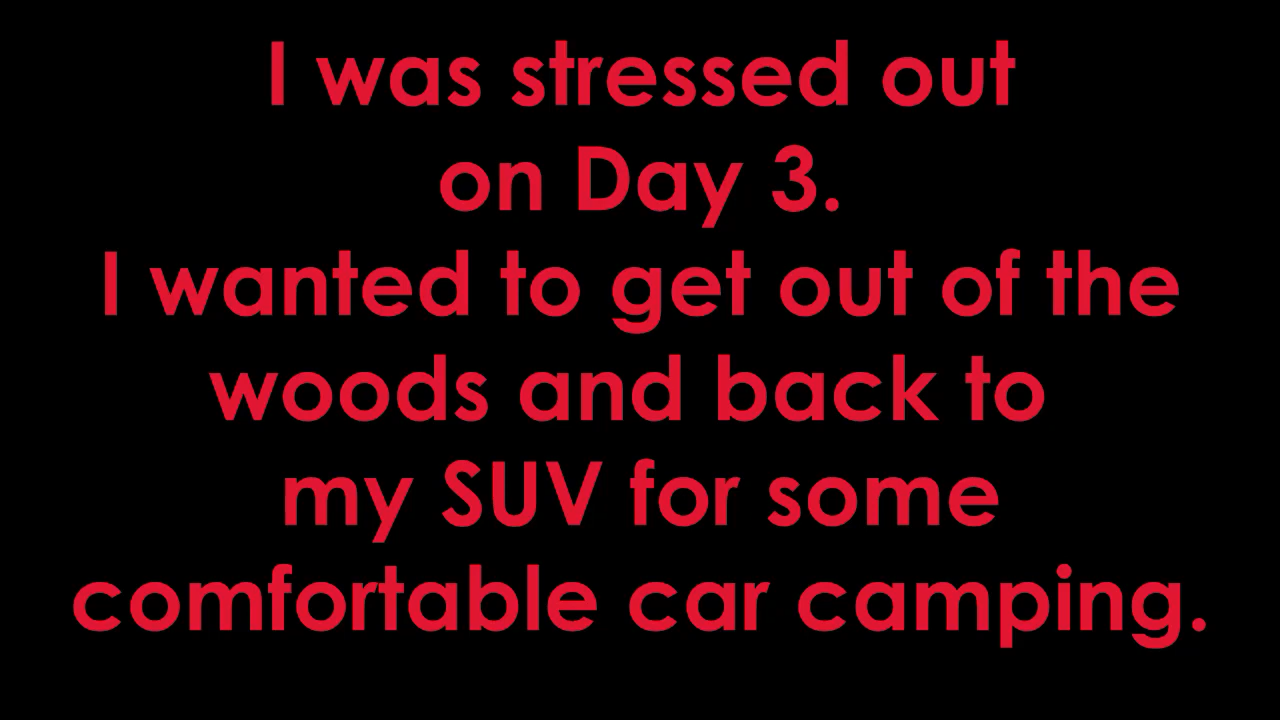 I was stressed out
on Day 3.
I wanted to get out of the
woods and back to
my SUV for some
comfortable car camping.